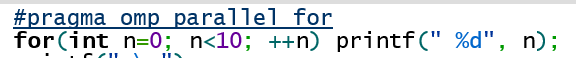 #pragma omp parallel for
for(int n=0; n<10; ++n) printf(" %d", n);